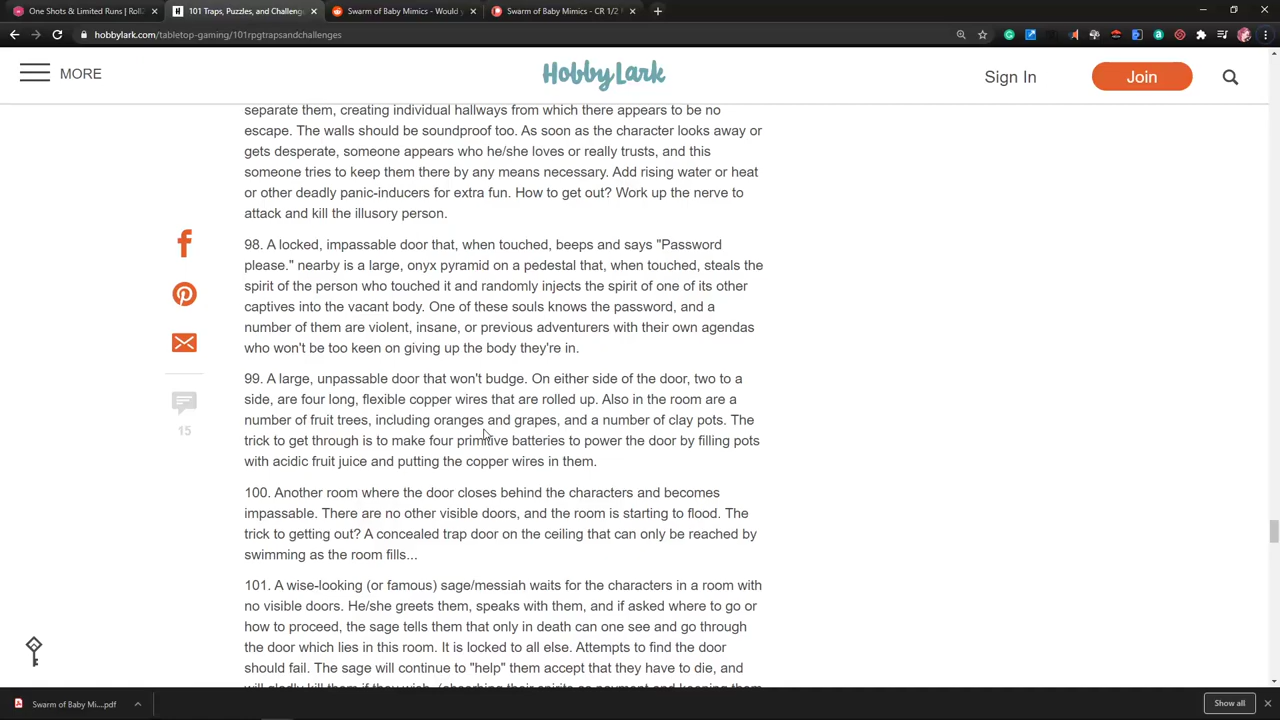 One Shots & Limited Runs | Roll2
101 Traps, Puzzles, and Challeng
Swarm of Baby Mimics - Would y
Swarm of Baby Mimics - CR 1/2
hobbylark.com/tabletop-gaming/101rpgtrapsandchallenges
MORE
HobbyLark
Sign In
Join
separate them, creating individual hallways from which there appears to be no
escape. The walls should be soundproof too. As soon as the character looks away or
gets desperate, someone appears who he/she loves or really trusts, and this
someone tries to keep them there by any means necessary. Add rising water or heat
or other deadly panic-inducers for extra fun. How to get out? Work up the nerve to
attack and kill the illusory person.
98. A locked, impassable door that, when touched, beeps and says "Password
please." nearby is a large, onyx pyramid on a pedestal that, when touched, steals the
spirit of the person who touched it and randomly injects the spirit of one of its other
captives into the vacant body. One of these souls knows the password, and a
number of them are violent, insane, or previous adventurers with their own agendas
who won't be too keen on giving up the body they're in.
99. A large, unpassable door that won't budge. On either side of the door, two to a
side, are four long, flexible copper wires that are rolled up. Also in the room are a
number of fruit trees, including oranges and grapes, and a number of clay pots. The
trick to get through is to make four primitive batteries to power the door by filling pots
with acidic fruit juice and putting the copper wires in them.
15
100. Another room where the door closes behind the characters and becomes
impassable. There are no other visible doors, and the room is starting to flood. The
trick to getting out? A concealed trap door on the ceiling that can only be reached by
swimming as the room fills...
101. A wise-looking (or famous) sage/messiah waits for the characters in a room with
no visible doors. He/she greets them, speaks with them, and if asked where to go or
how to proceed, the sage tells them that only in death can one see and go through
the door which lies in this room. It is locked to all else. Attempts to find the door
should fail. The sage will continue to "help" them accept that they have to die, and
will gladly kill them if they wish, (absorbing their spirits as payment and keeping them
Swarm of Baby Mi....pdf
Show all